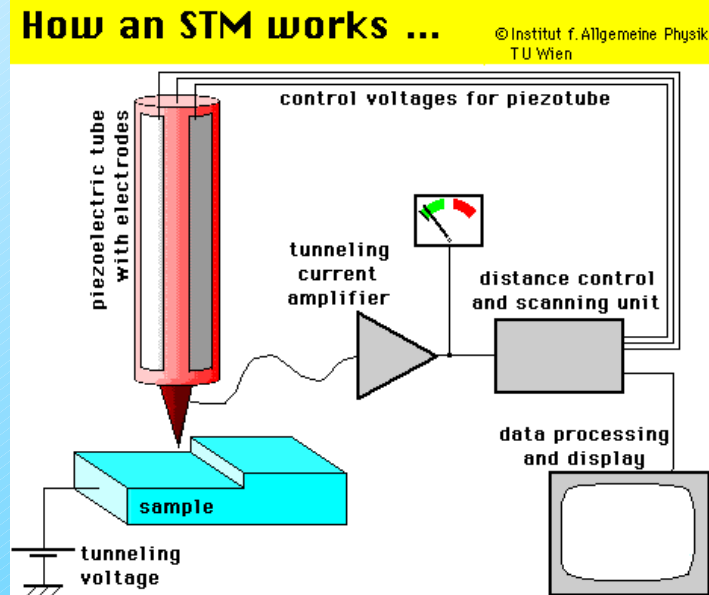 How an STM works ...
© Institut f. Allgemeine Physik
TU Wien
control voltages for piezotube
piezoelectric tube
with electrodes
tunneling
current
amplifier
distance control
and scanning unit
data processing
and display
sample
tunneling
voltage